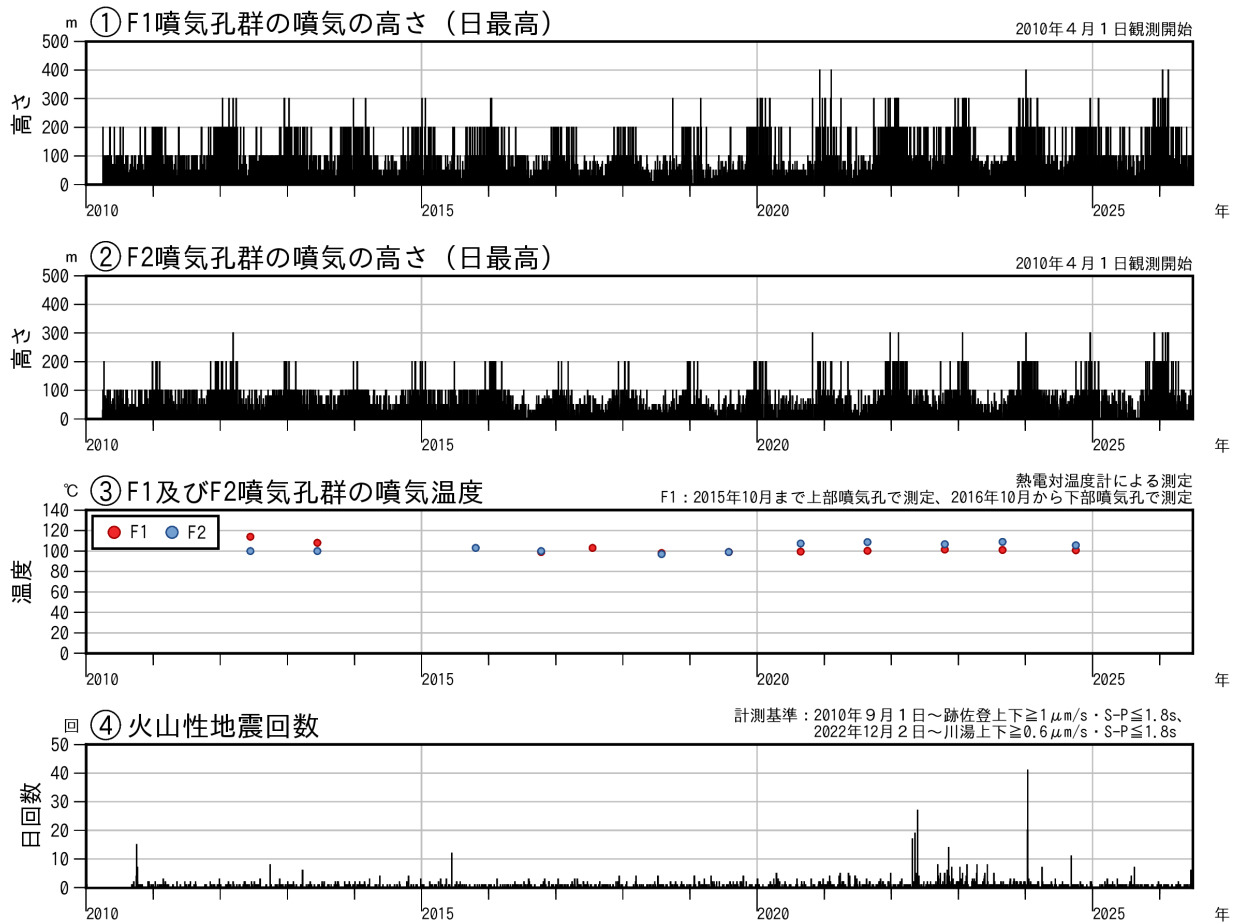 m ①F1噴気孔群の噴気の高さ（日最高）
2010年４月１日観測開始
高さ
500
400
300
200
100
0
2010 2015 2020 2025 年
m ②F2噴気孔群の噴気の高さ（日最高）
2010年４月１日観測開始
高さ
500
400
300
200
100
0
2010 2015 2020 2025 年
℃ ③F1及びF2噴気孔群の噴気温度
熱電対温度計による測定
F1：2015年10月まで上部噴気孔で測定、2016年10月から下部噴気孔で測定
F1 F2
温度
140
120
100
80
60
40
20
0
2010 2015 2020 2025 年
回 ④火山性地震回数
計測基準：2010年９月１日～跡佐登上下≧1μm/s・S-P≦1.8s、
2022年12月２日～川湯上下≧0.6μm/s・S-P≦1.8s
日回数
50
40
30
20
10
0
2010 2015 2020 2025 年